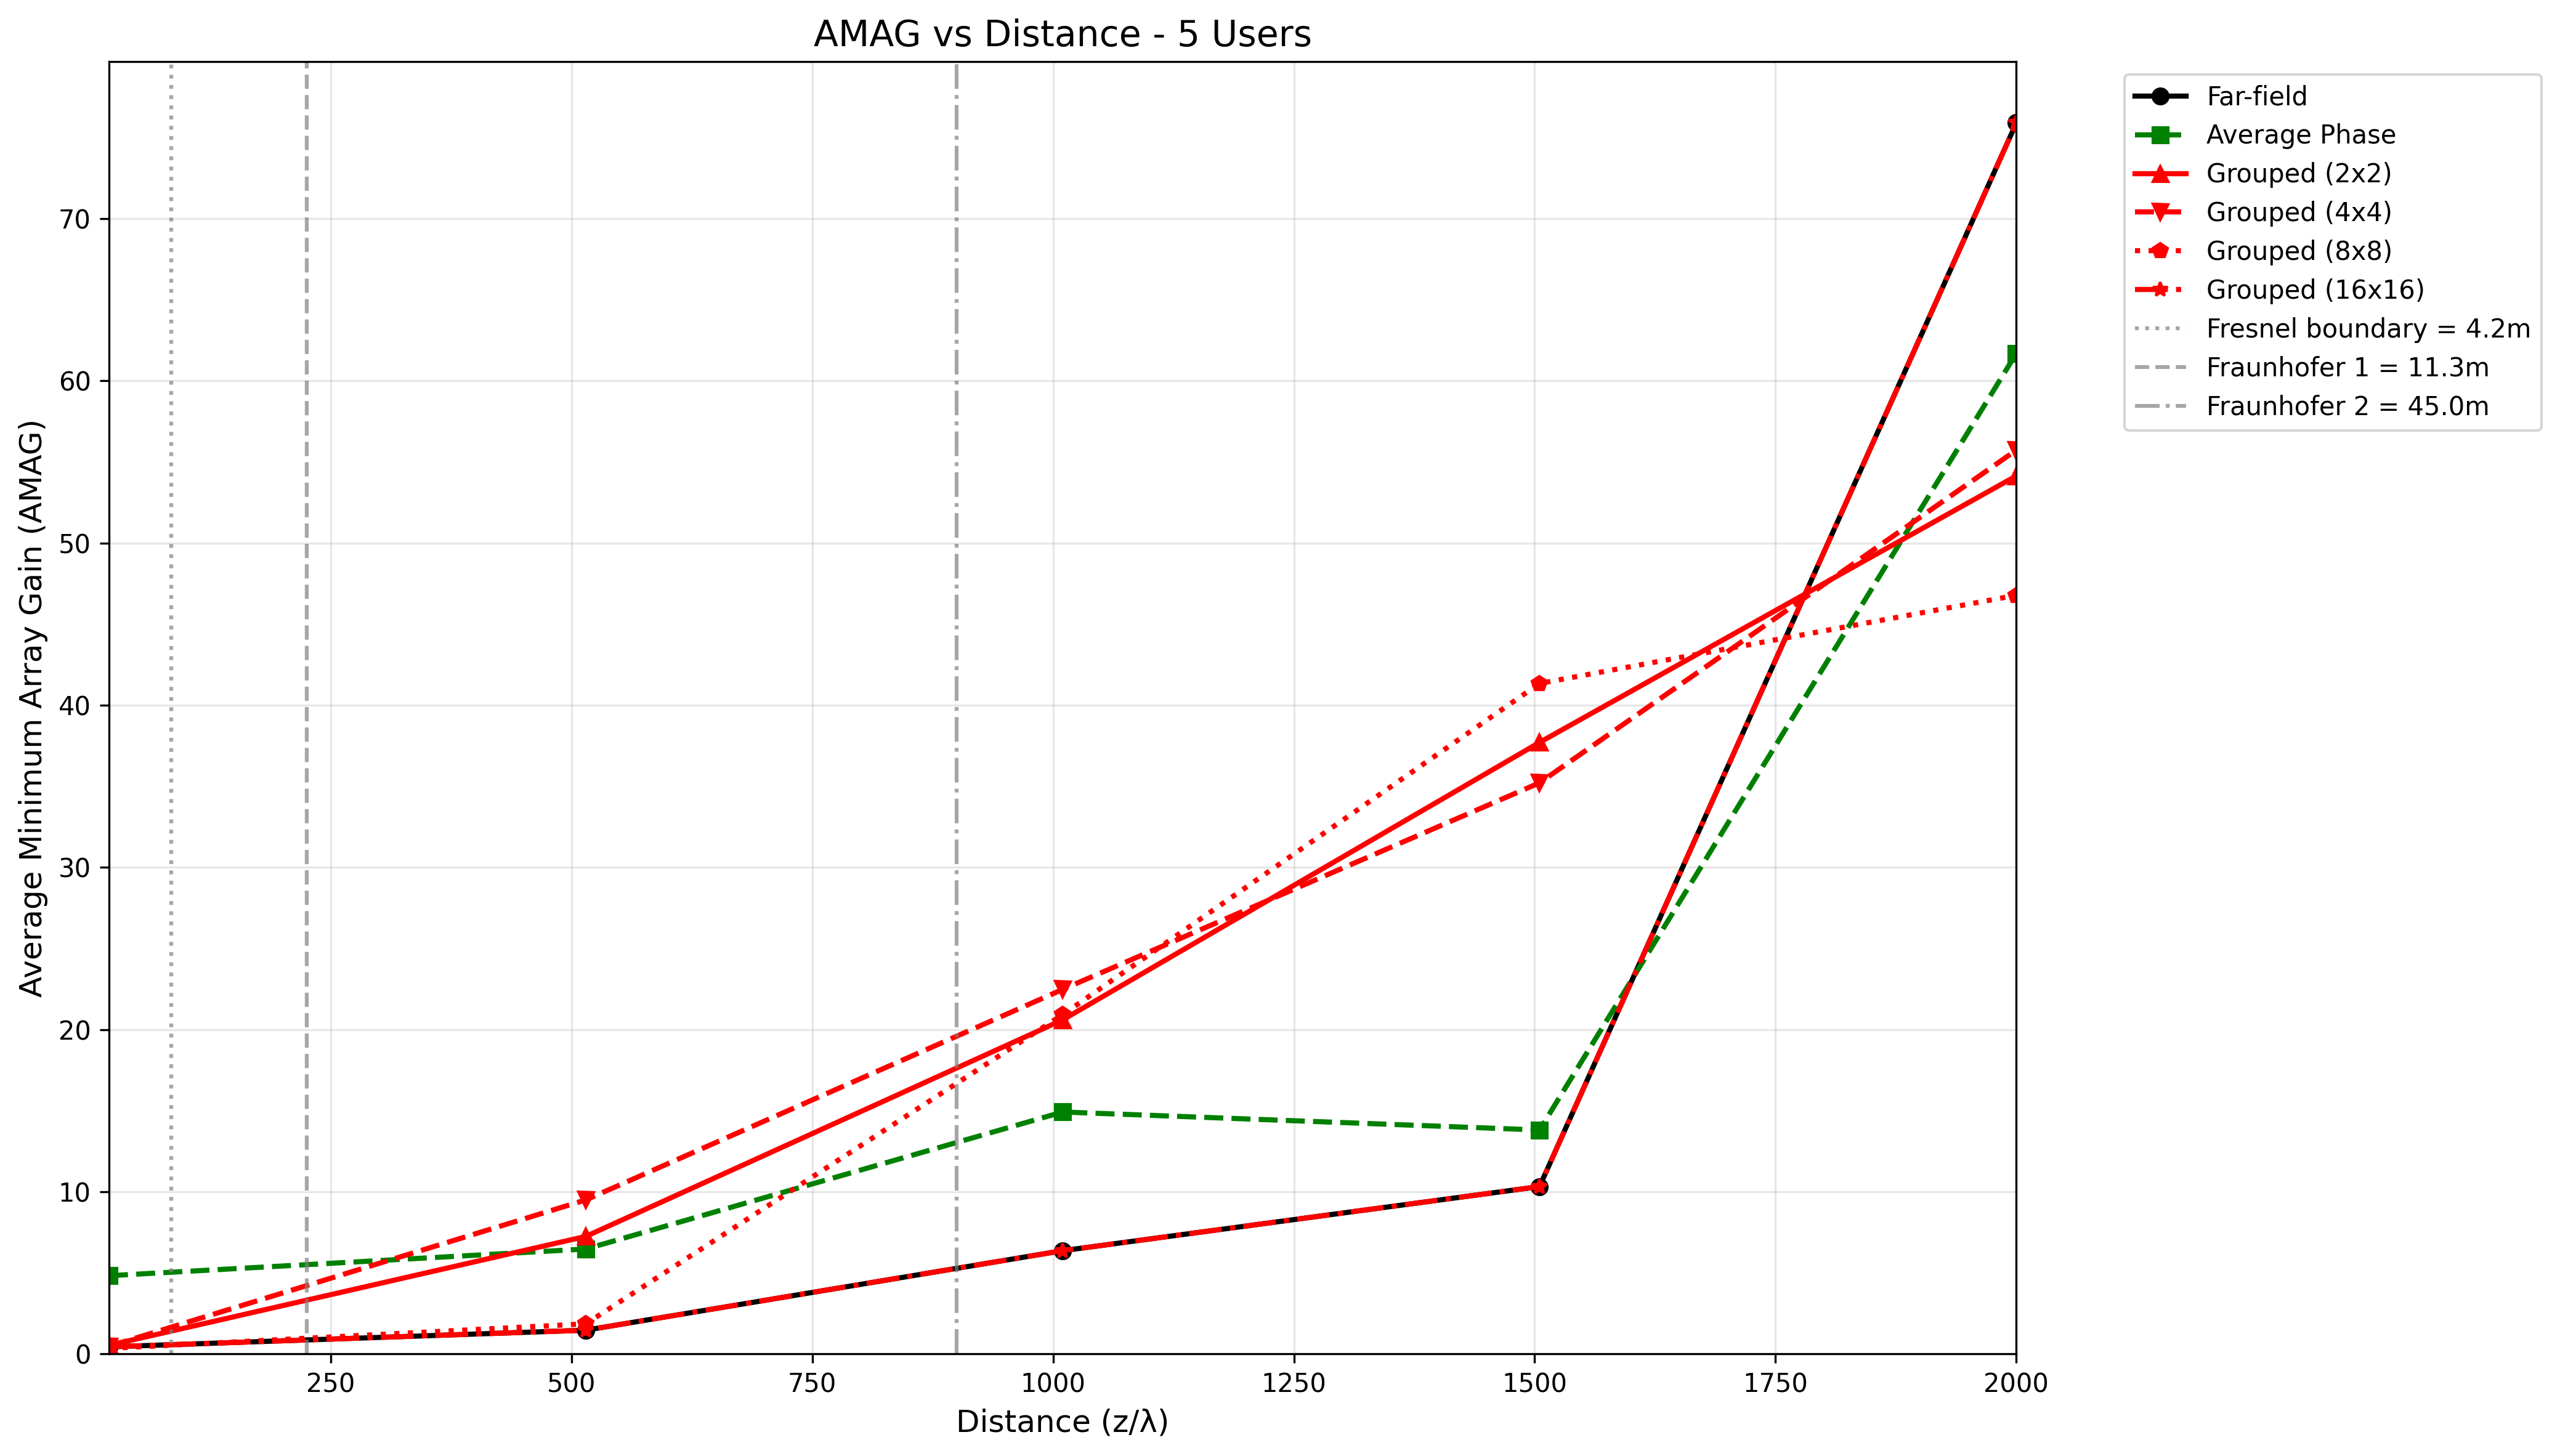 AMAG vs Distance - 5 Users
Average Minimum Array Gain (AMAG)
70
60
50
40
30
20
10
0
250 500 750 1000 1250 1500 1750 2000
Distance (z/λ)
Far-field
Average Phase
Grouped (2x2)
Grouped (4x4)
Grouped (8x8)
Grouped (16x16)
Fresnel boundary = 4.2m
Fraunhofer 1 = 11.3m
Fraunhofer 2 = 45.0m